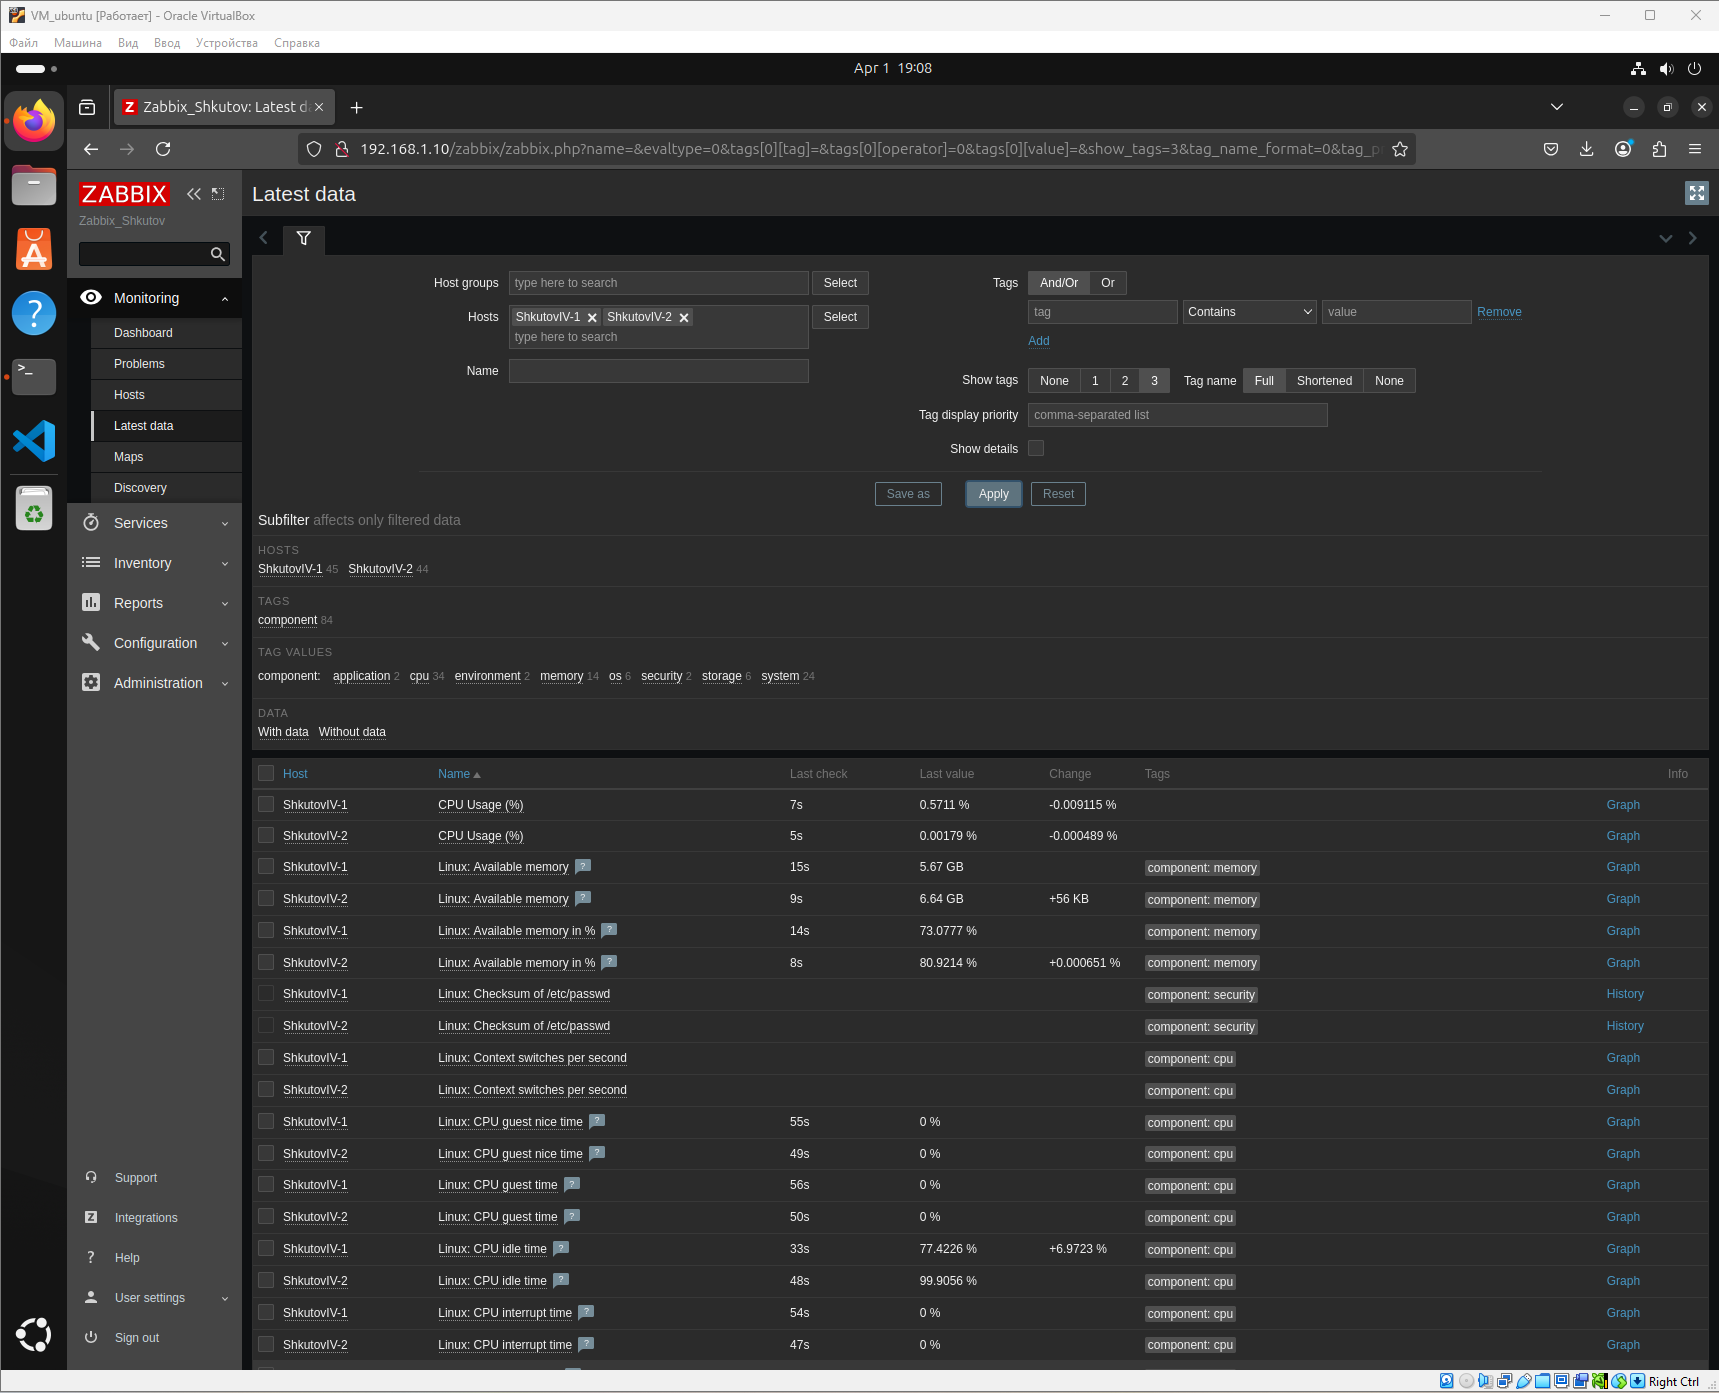 VM_ubuntu [Работает] - Oracle VirtualBox
Файл Машина Вид Ввод Устройства Справка
Apr 1 19:08
Zabbix_Shkutov: Latest d
192.168.1.10/zabbix/zabbix.php?name=&evaltype=0&tags[0][tag]=&tags[0][operator]=0&tags[0][value]=&show_tags=3&tag_name_format=0&tag_p
ZABBIX
Zabbix_Shkutov
Monitoring
Dashboard
Problems
Hosts
Latest data
Maps
Discovery
Services
Inventory
Reports
Configuration
Administration
Support
Integrations
Help
User settings
Sign out
Latest data
Host groups type here to search Select
Hosts ShkutovIV-1 ShkutovIV-2 Select
type here to search
Name
Tags And/Or Or
tag Contains value Remove
Add
Show tags None 1 2 3 Tag name Full Shortened None
Tag display priority comma-separated list
Show details
Save as Apply Reset
Subfilter affects only filtered data
HOSTS
ShkutovIV-1 45 ShkutovIV-2 44
TAGS
component 84
TAG VALUES
component: application 2 cpu 34 environment 2 memory 14 os 6 security 2 storage 6 system 24
DATA
With data Without data
Host Name Last check Last value Change Tags Info
ShkutovIV-1 CPU Usage (%) 7s 0.5711 % -0.009115 % Graph
ShkutovIV-2 CPU Usage (%) 5s 0.00179 % -0.000489 % Graph
ShkutovIV-1 Linux: Available memory ? 15s 5.67 GB component: memory Graph
ShkutovIV-2 Linux: Available memory ? 9s 6.64 GB +56 KB component: memory Graph
ShkutovIV-1 Linux: Available memory in % ? 14s 73.0777 % component: memory Graph
ShkutovIV-2 Linux: Available memory in % ? 8s 80.9214 % +0.000651 % component: memory Graph
ShkutovIV-1 Linux: Checksum of /etc/passwd component: security History
ShkutovIV-2 Linux: Checksum of /etc/passwd component: security History
ShkutovIV-1 Linux: Context switches per second component: cpu Graph
ShkutovIV-2 Linux: Context switches per second component: cpu Graph
ShkutovIV-1 Linux: CPU guest nice time ? 55s 0 % component: cpu Graph
ShkutovIV-2 Linux: CPU guest nice time ? 49s 0 % component: cpu Graph
ShkutovIV-1 Linux: CPU guest time ? 56s 0 % component: cpu Graph
ShkutovIV-2 Linux: CPU guest time ? 50s 0 % component: cpu Graph
ShkutovIV-1 Linux: CPU idle time ? 33s 77.4226 % +6.9723 % component: cpu Graph
ShkutovIV-2 Linux: CPU idle time ? 48s 99.9056 % component: cpu Graph
ShkutovIV-1 Linux: CPU interrupt time ? 54s 0 % component: cpu Graph
ShkutovIV-2 Linux: CPU interrupt time ? 47s 0 % component: cpu Graph
Right Ctrl